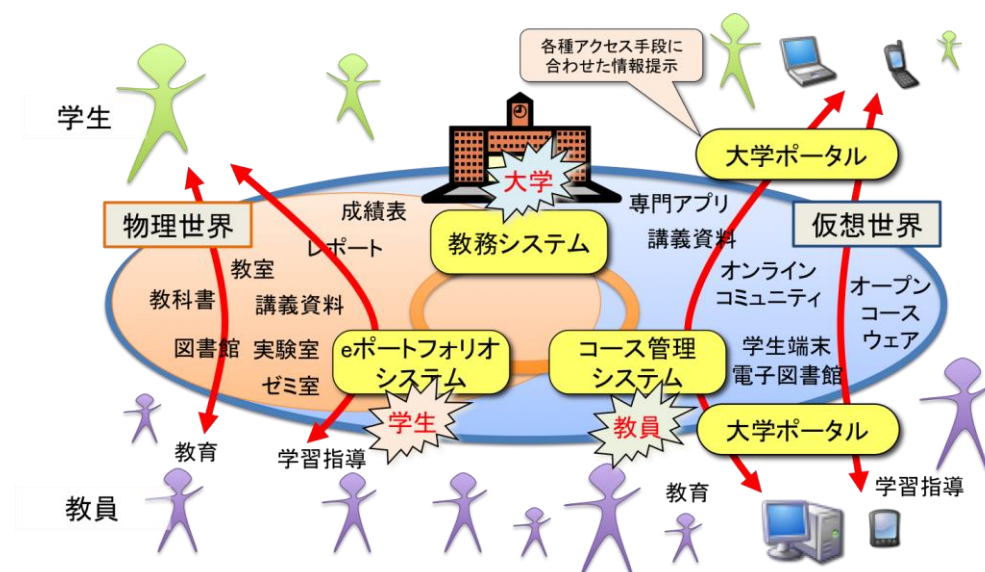 各種アクセス手段に
合わせた情報提示
学生
大学ポータル
大学
物理世界
成績表
専門アプリ
仮想世界
レポート
教務システム
講義資料
教室
オンライン
コミュニティ
教科書
講義資料
オープン
コース
ウェア
図書館
実験室
ゼミ室
eポートフォリオ
システム
コース管理
システム
学生端末
電子図書館
学生
教員
大学ポータル
教育
学習指導
教育
学習指導
教員